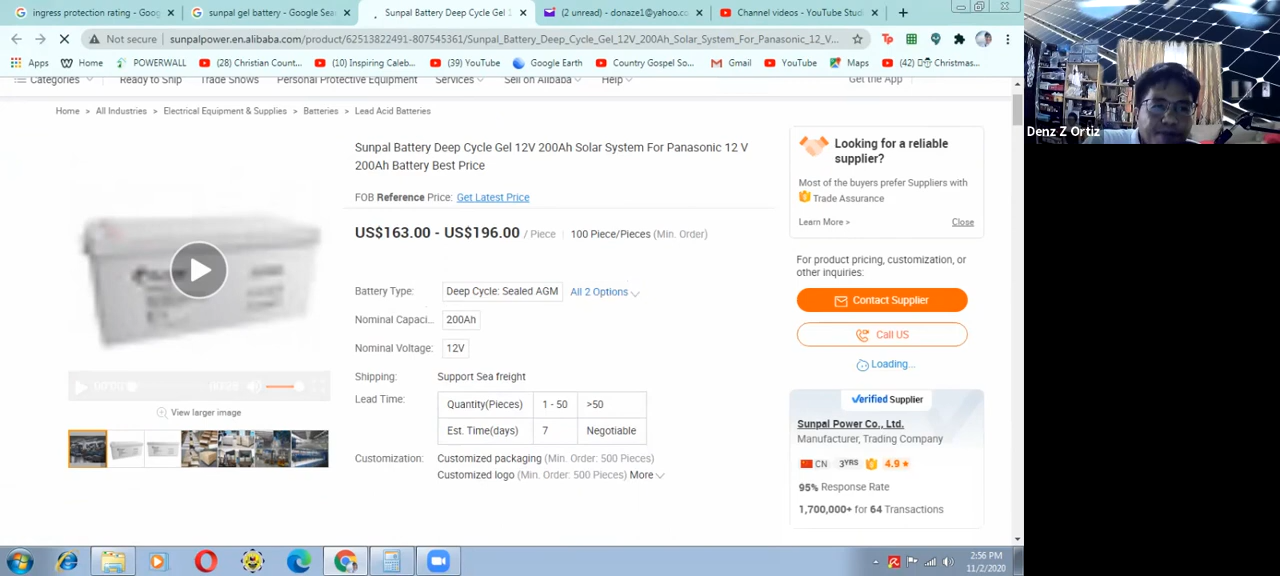 ingress protection rating - Goog
sunpal gel battery - Google Sea
Sunpal Battery Deep Cycle Gel 1
(2 unread) - donaze1@yahoo.c
Channel videos - YouTube Stud
Not secure
sunpalpower.en.alibaba.com/product/62513822491-807545361/Sunpal_Battery_Deep_Cycle_Gel_12V_200Ah_Solar_System_For_Panasonic_12_V...
Apps
Home
POWERWALL
(28) Christian Count...
(10) Inspiring Celeb...
(39) YouTube
Google Earth
Country Gospel So...
Gmail
YouTube
Maps
Christmas...
Categories
Ready to Ship
Trade Shows
Personal Protective Equipment
Services
Sell on Alibaba
Help
Get the App
Home > All Industries > Electrical Equipment & Supplies > Batteries > Lead Acid Batteries
Sunpal Battery Deep Cycle Gel 12V 200Ah Solar System For Panasonic 12 V
200Ah Battery Best Price
FOB Reference Price: Get Latest Price
US$163.00 - US$196.00 / Piece
100 Piece/Pieces (Min. Order)
Battery Type:
Deep Cycle: Sealed AGM
All 2 Options
Nominal Capaci...
200Ah
Nominal Voltage:
12V
Shipping:
Support Sea freight
Lead Time:
Quantity(Pieces)
1 - 50
>50
Est. Time(days)
7
Negotiable
Customization:
Customized packaging (Min. Order: 500 Pieces)
Customized logo (Min. Order: 500 Pieces) More
View larger image
Looking for a reliable
supplier?
Most of the buyers prefer Suppliers with
Trade Assurance
Learn More >
Close
For product pricing, customization, or
other inquiries:
Contact Supplier
Call US
Loading...
Verified Supplier
Sunpal Power Co., Ltd.
Manufacturer, Trading Company
CN
3YRS
4.9
95% Response Rate
1,700,000+ for 64 Transactions
2:56 PM
11/2/2020
Denz Z Ortiz